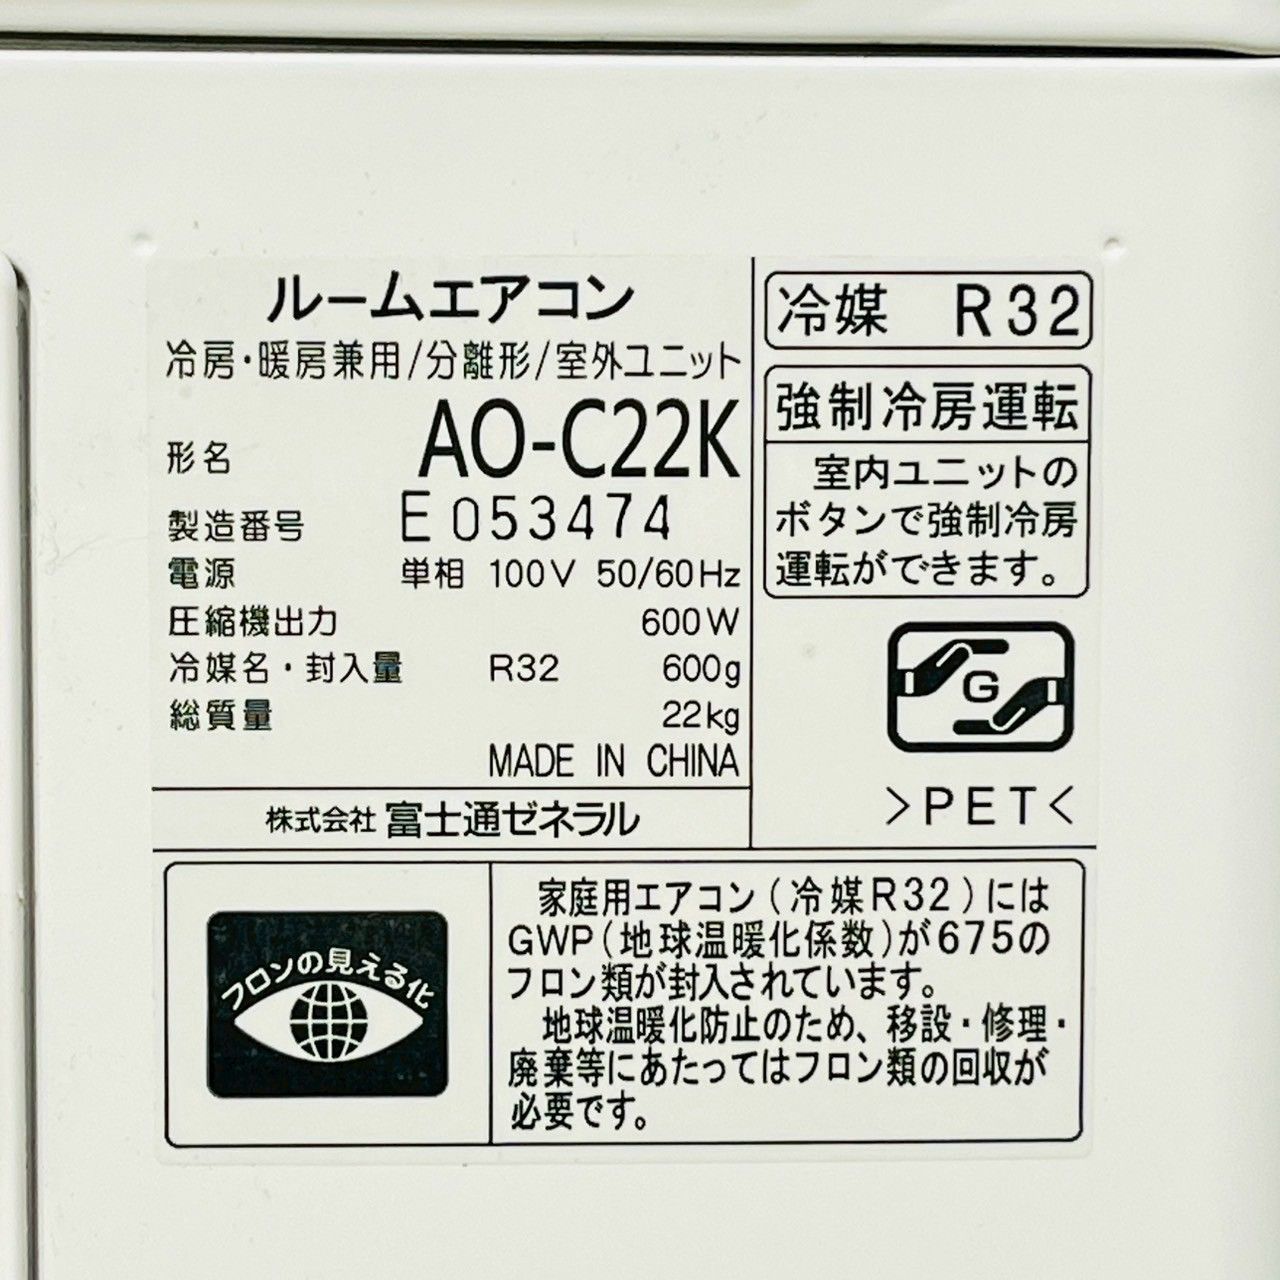 ルームエアコン
冷房・暖房兼用/分離形/室外ユニット
形名 AO-C22K
製造番号 E053474
電源 単相 100V 50/60Hz
圧縮機出力 600W
冷媒名・封入量 R32 600g
総質量 22kg
MADE IN CHINA
株式会社 富士通ゼネラル
冷媒 R32
強制冷房運転
室内ユニットの
ボタンで強制冷房
運転ができます。
G
>PET<
フロンの見える化
家庭用エアコン(冷媒R32)には
GWP(地球温暖化係数)が675の
フロン類が封入されています。
地球温暖化防止のため、移設・修理・
廃棄等にあたってはフロン類の回収が
必要です。